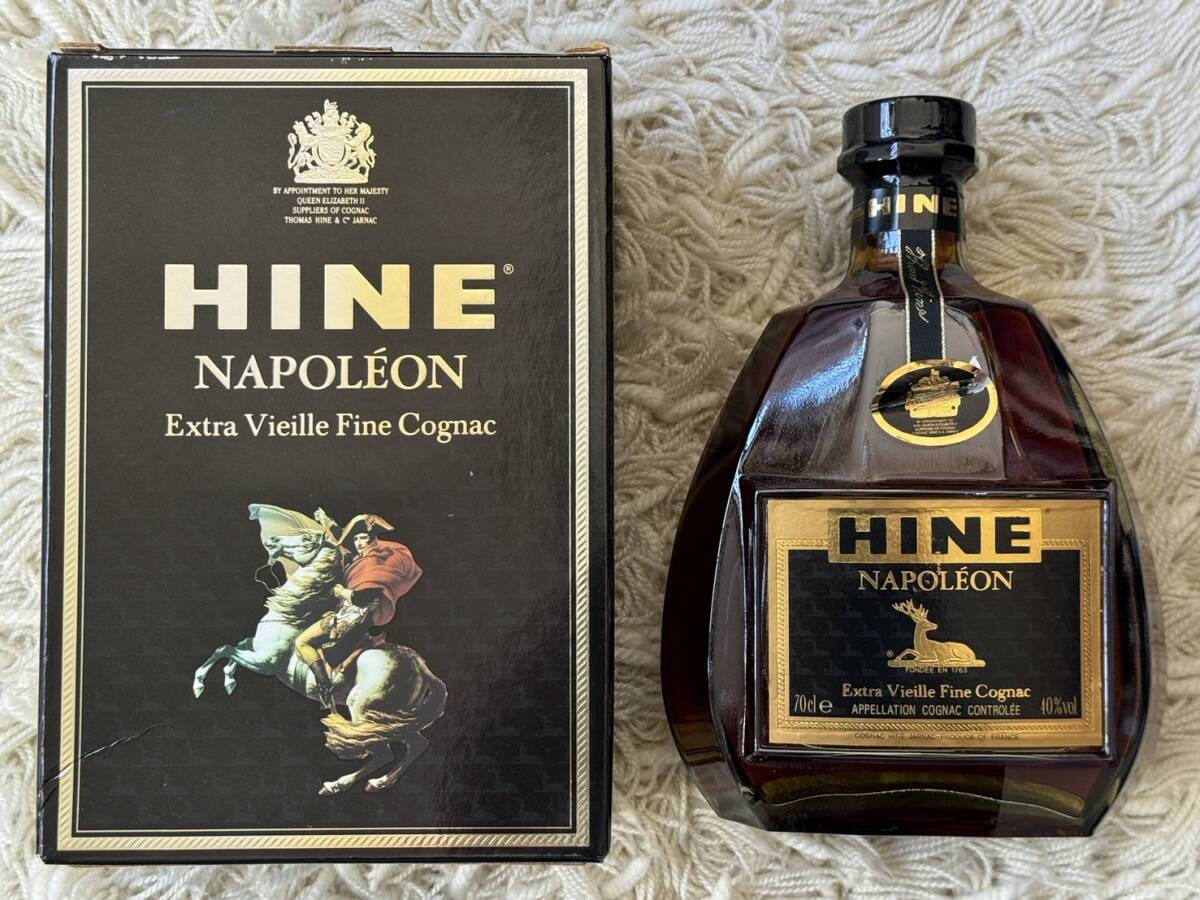 BY APPOINTMENT TO HER MAJESTY
QUEEN ELIZABETH II
SUPPLIERS OF COGNAC
THOMAS HINE & Cº JARNAC
HINE®
NAPOLÉON
Extra Vieille Fine Cognac
HINE
HINE
NAPOLÉON
®
FONDÉE EN 1763
Extra Vieille Fine Cognac
70cl e APPELLATION COGNAC CONTROLÉE 40%vol
COGNAC HINE JARNAC-PRODUCE OF FRANCE